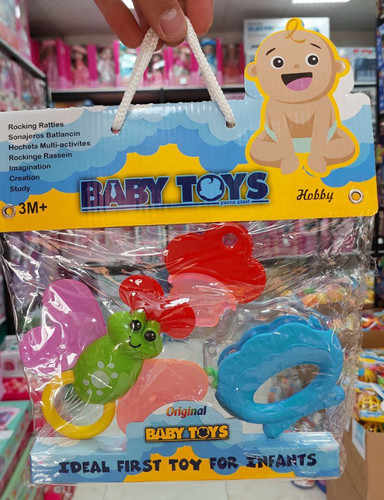 Rocking Rattles
Sonajeros Batlancin
Hochets Multi-activites
Rockinge Rassein
Imagination
Creation
Study
3M+
BABY TOYS
Hobby
Original
BABY TOYS
IDEAL FIRST TOY FOR INFANTS